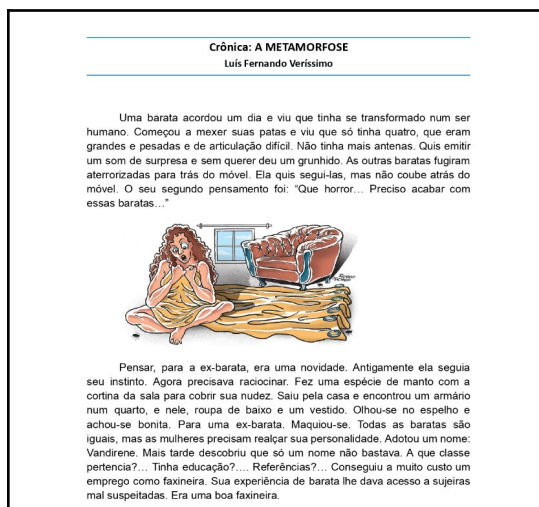 Crônica: A METAMORFOSE
Luís Fernando Veríssimo
Uma barata acordou um dia e viu que tinha se transformado num ser
humano. Começou a mexer suas patas e viu que só tinha quatro, que eram
grandes e pesadas e de articulação difícil. Não tinha mais antenas. Quis emitir
um som de surpresa e sem querer deu um grunhido. As outras baratas fugiram
aterrorizadas para trás do móvel. Ela quis segui-las, mas não coube atrás do
móvel. O seu segundo pensamento foi: “Que horror… Preciso acabar com
essas baratas…”
Pensar, para a ex-barata, era uma novidade. Antigamente ela seguia
seu instinto. Agora precisava raciocinar. Fez uma espécie de manto com a
cortina da sala para cobrir sua nudez. Saiu pela casa e encontrou um armário
num quarto, e nele, roupa de baixo e um vestido. Olhou-se no espelho e
achou-se bonita. Para uma ex-barata. Maquiou-se. Todas as baratas são
iguais, mas as mulheres precisam realçar sua personalidade. Adotou um nome:
Vandirene. Mais tarde descobriu que só um nome não bastava. A que classe
pertencia?… Tinha educação?…. Referências?… Conseguiu a muito custo um
emprego como faxineira. Sua experiência de barata lhe dava acesso a sujeiras
mal suspeitadas. Era uma boa faxineira.